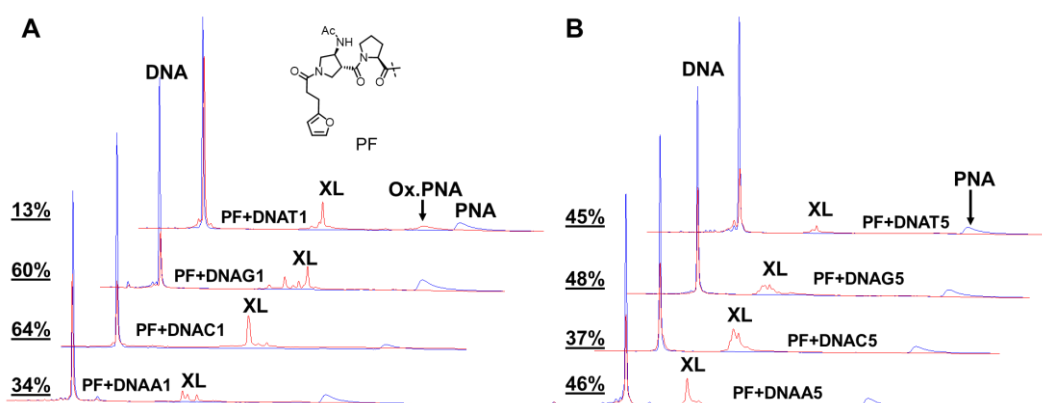 A
Ac
NH
N
N
O
O
O
O
PF
DNA
XL
Ox.PNA
PNA
13%
PF+DNAT1
XL
60%
PF+DNAG1
XL
64%
PF+DNAC1
XL
34%
PF+DNAA1
B
DNA
PNA
XL
45%
PF+DNAT5
XL
48%
PF+DNAG5
XL
37%
PF+DNAC5
XL
46%
PF+DNAA5